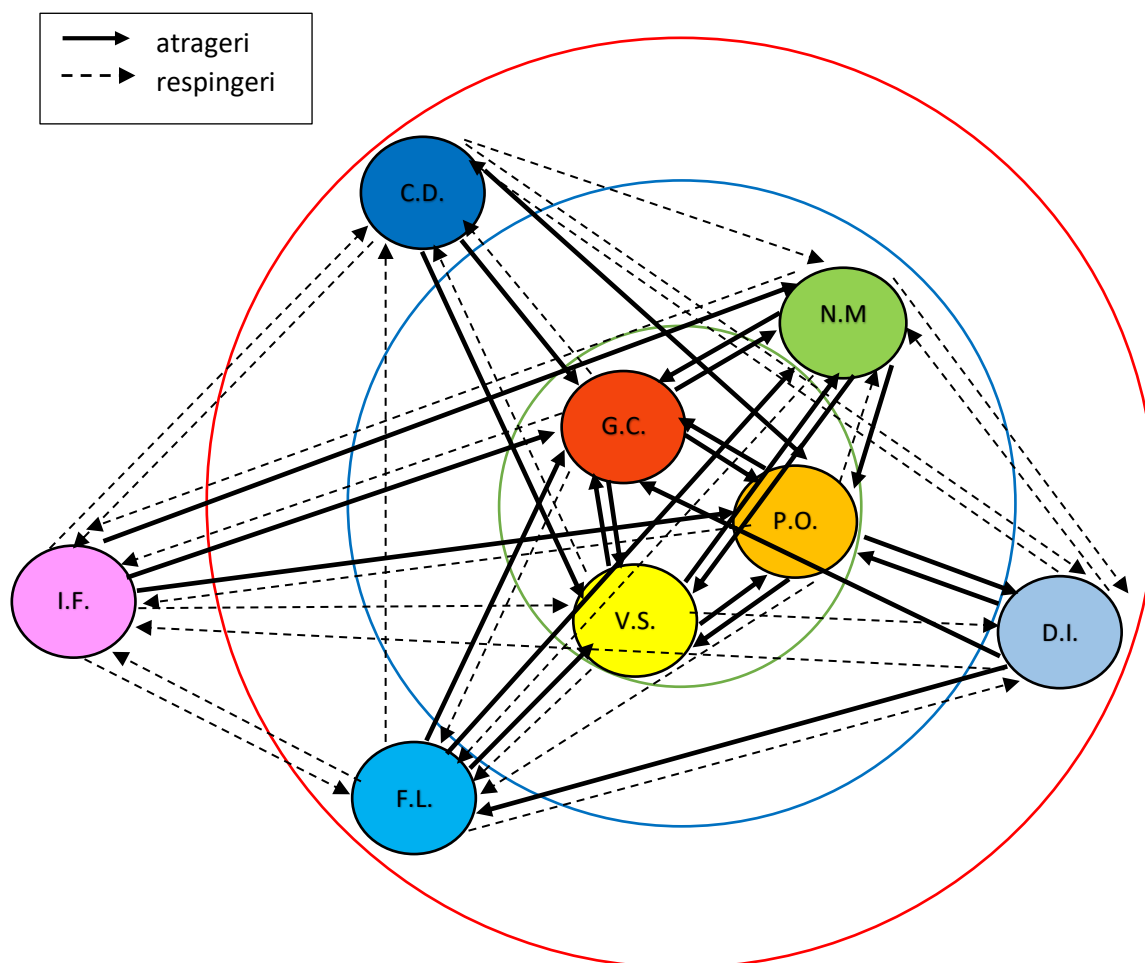 atrageri
respingeri
C.D.
N.M
G.C.
P.O.
I.F.
V.S.
D.I.
F.L.